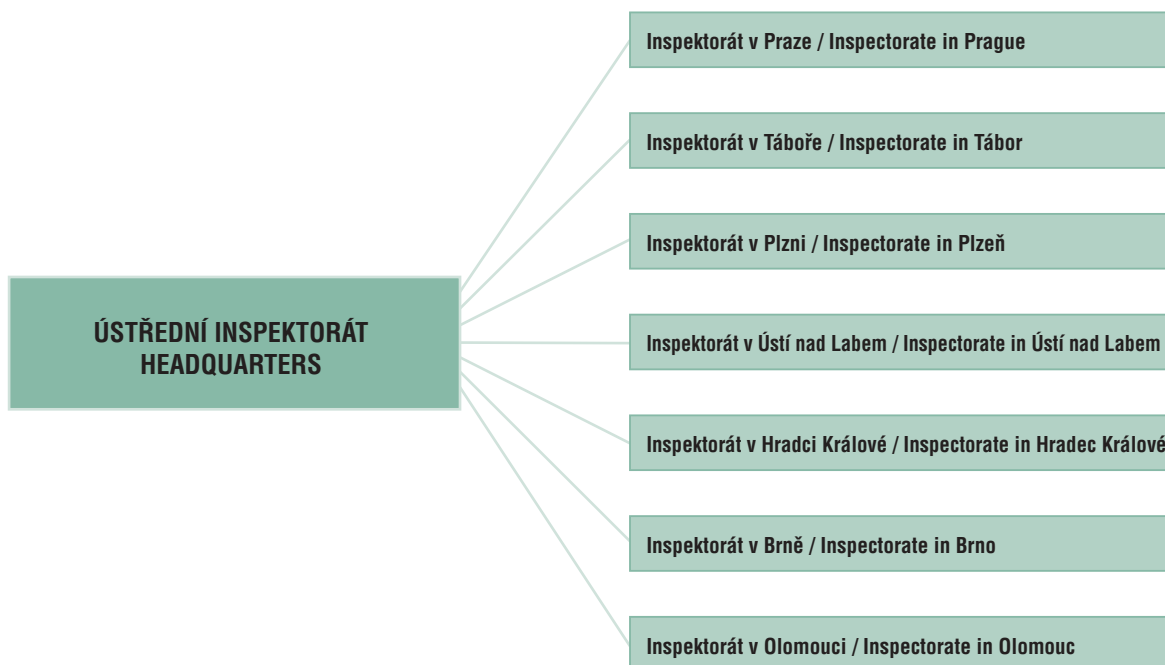 Inspektorát v Praze / Inspectorate in Prague
Inspektorát v Táboře / Inspectorate in Tábor
Inspektorát v Plzni / Inspectorate in Plzeň
ÚSTŘEDNÍ INSPEKTORÁT
HEADQUARTERS
Inspektorát v Ústí nad Labem / Inspectorate in Ústí nad Labem
Inspektorát v Hradci Králové / Inspectorate in Hradec Králové
Inspektorát v Brně / Inspectorate in Brno
Inspektorát v Olomouci / Inspectorate in Olomouc